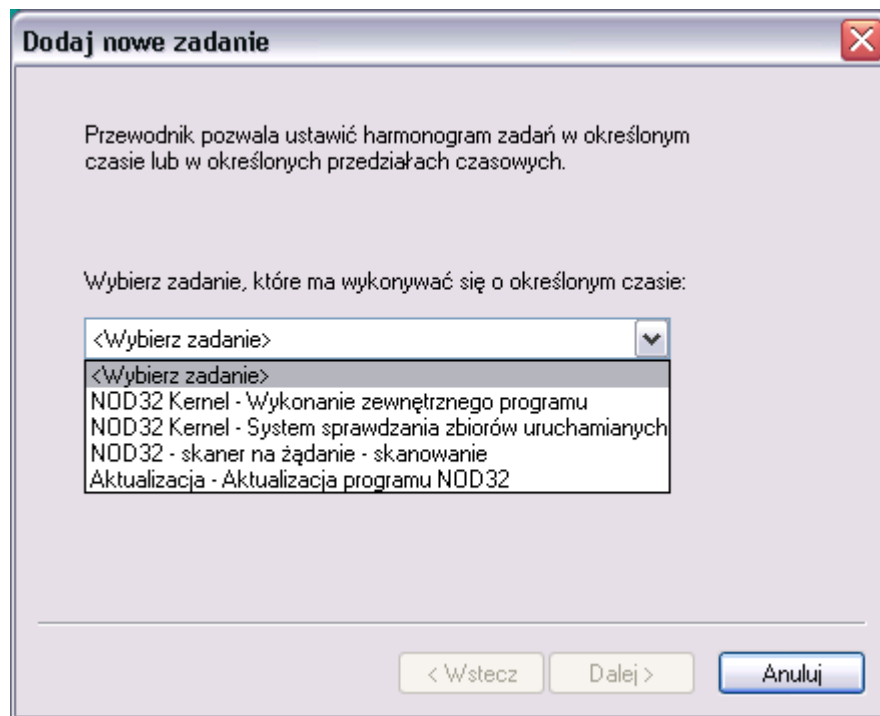 Dodaj nowe zadanie
Przewodnik pozwala ustawić harmonogram zadań w określonym
czasie lub w określonych przedziałach czasowych.
Wybierz zadanie, które ma wykonywać się o określonym czasie:
<Wybierz zadanie>
<Wybierz zadanie>
NOD32 Kernel - Wykonanie zewnętrznego programu
NOD32 Kernel - System sprawdzania zbiorów uruchamianych
NOD32 - skaner na żądanie - skanowanie
Aktualizacja - Aktualizacja programu NOD32
< Wstecz Dalej > Anuluj